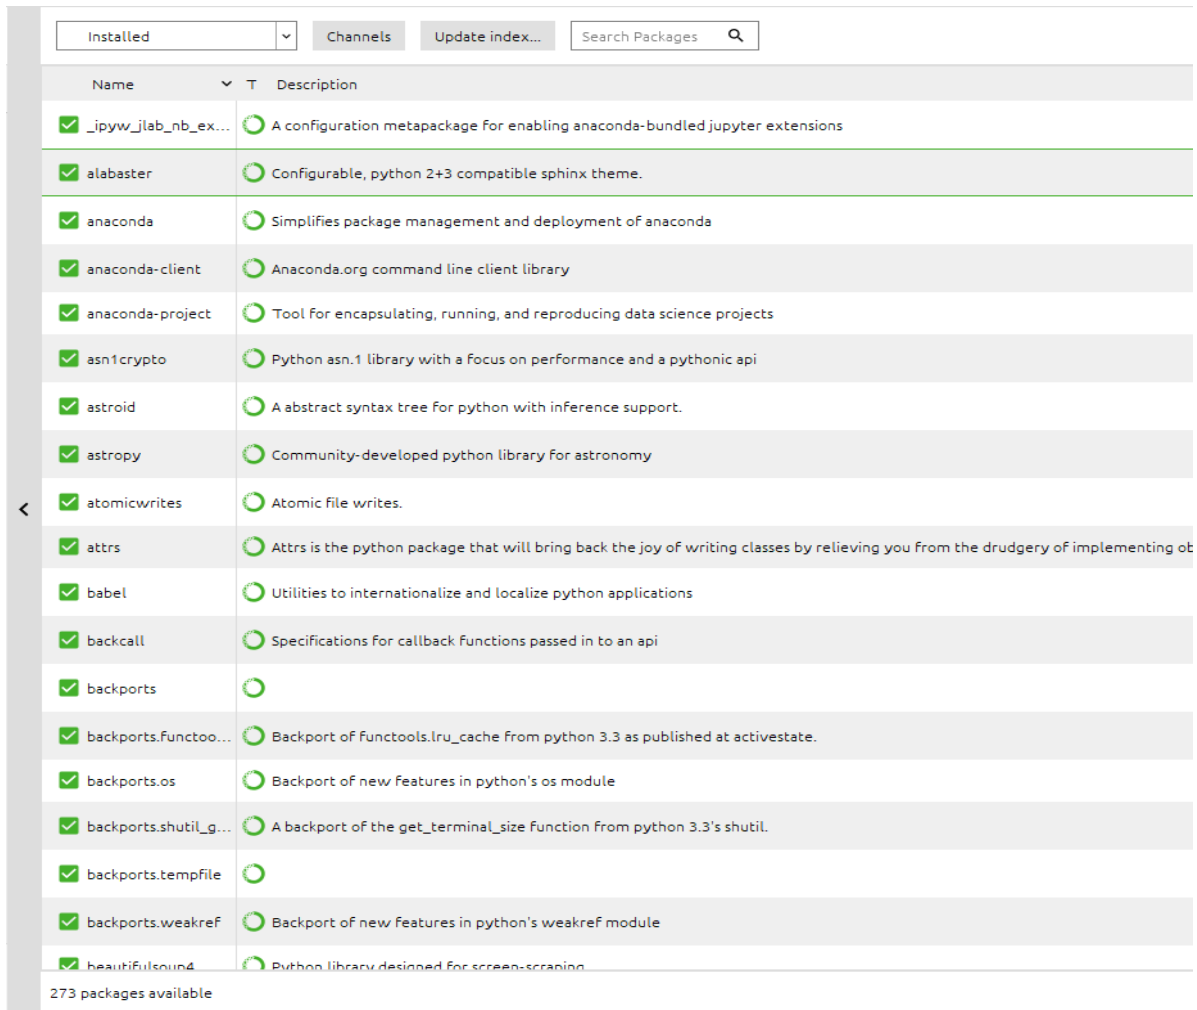 Installed Channels Update index... Search Packages
Name T Description
_ipyw_jlab_nb_ex... A configuration metapackage for enabling anaconda-bundled jupyter extensions
alabaster Configurable, python 2+3 compatible sphinx theme.
anaconda Simplifies package management and deployment of anaconda
anaconda-client Anaconda.org command line client library
anaconda-project Tool for encapsulating, running, and reproducing data science projects
asn1crypto Python asn.1 library with a focus on performance and a pythonic api
astroid A abstract syntax tree for python with inference support.
astropy Community-developed python library for astronomy
atomicwrites Atomic file writes.
attrs Attrs is the python package that will bring back the joy of writing classes by relieving you from the drudgery of implementing ob
babel Utilities to internationalize and localize python applications
backcall Specifications for callback functions passed in to an api
backports
backports.functoo... Backport of functools.lru_cache from python 3.3 as published at activestate.
backports.os Backport of new features in python's os module
backports.shutil_g... A backport of the get_terminal_size function from python 3.3's shutil.
backports.tempfile
backports.weakref Backport of new features in python's weakref module
beautifulsoup4 Python library designed for screen-scraping
273 packages available